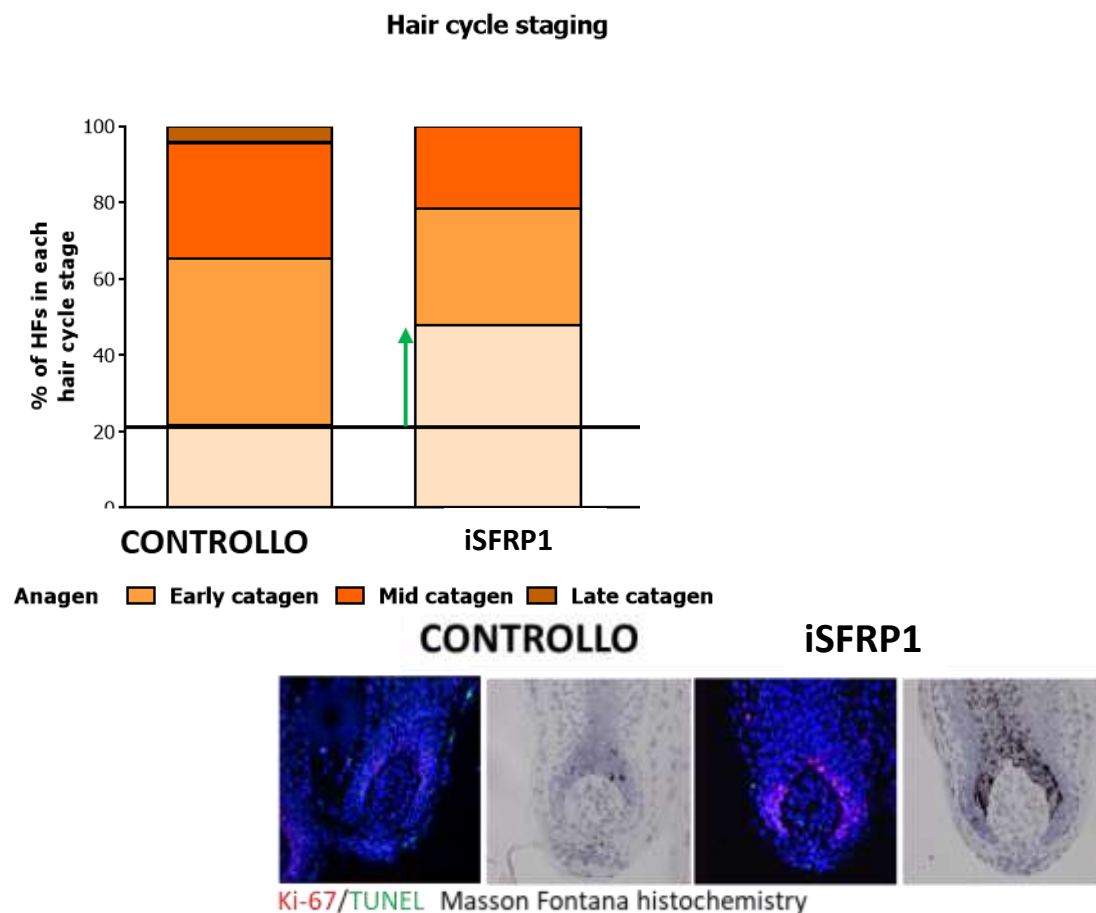 Hair cycle staging
% of HFs in each
hair cycle stage
100
80
60
40
20
0
CONTROLLO iSFRP1
Anagen Early catagen Mid catagen Late catagen
CONTROLLO iSFRP1
Ki-67/TUNEL Masson Fontana histochemistry